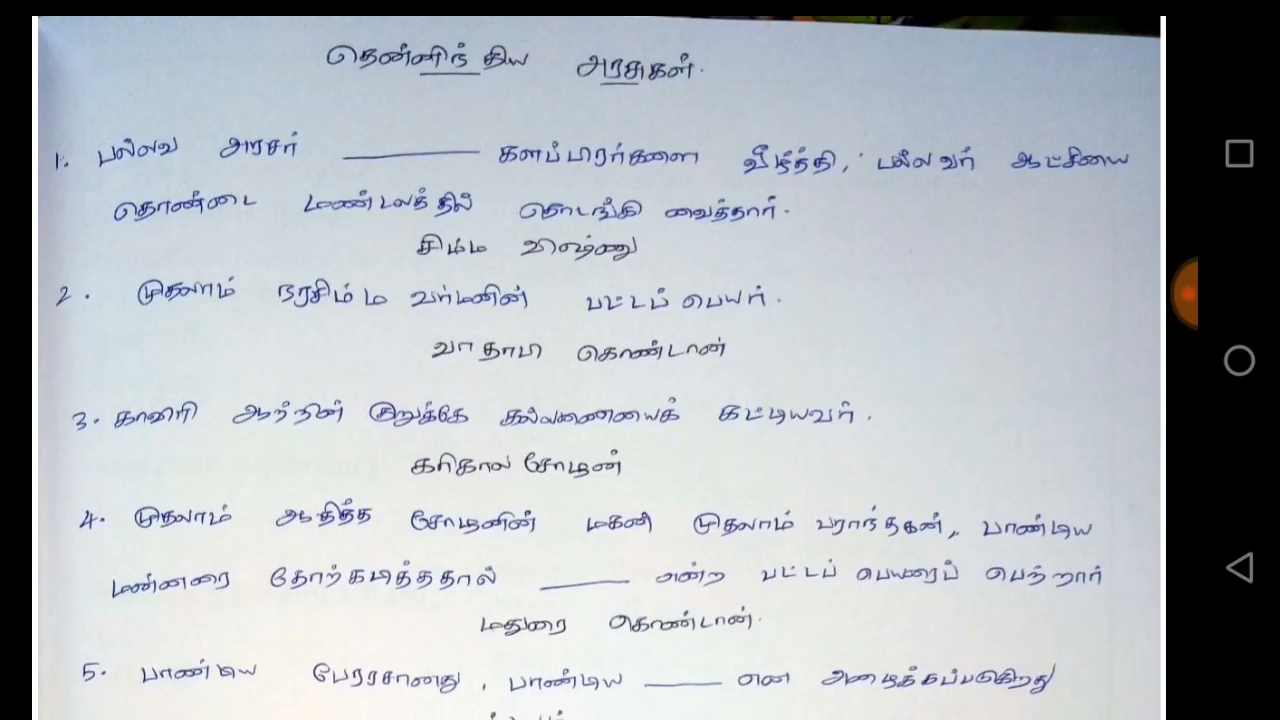 தென்னிந்திய அரசுகள்.
1. பல்லவ அரசர் ______ களப்பிரர்களை வீழ்த்தி, பல்லவர் ஆட்சியை
தொண்டை மண்டலத்தில் தொடங்கி வைத்தார்.
சிம்ம விஷ்ணு
2. முதலாம் நரசிம்ம வர்மனின் பட்டப் பெயர்.
வாதாபி கொண்டான்
3. காவிரி ஆற்றின் குறுக்கே கல்லணையைக் கட்டியவர்.
கரிகால சோழன்
4. முதலாம் ஆதித்த சோழனின் மகன் முதலாம் பராந்தகன், பாண்டிய
மன்னரை தோற்கடித்ததால் ______ என்ற பட்டப் பெயரைப் பெற்றார்
மதுரை கொண்டான்.
5. பாண்டிய பேரரசானது, பாண்டிய ______ என அழைக்கப்படுகிறது